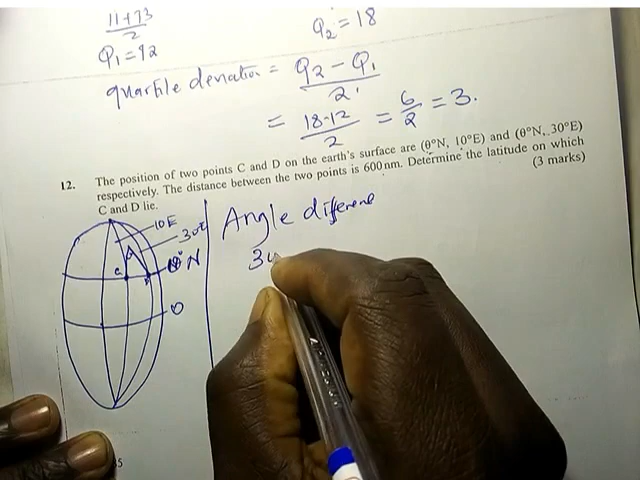 11+13
2
Q₁=12
Q₂ = 18
quartile deviation = Q₂ - Q₁
2
= 18-12 = 6 = 3.
2 2
12. The position of two points C and D on the earth's surface are (θ°N, 10°E) and (θ°N, 30°E)
respectively. The distance between the two points is 600 nm. Determine the latitude on which
C and D lie. (3 marks)
10E
30E
θ°N
0
Angle difference